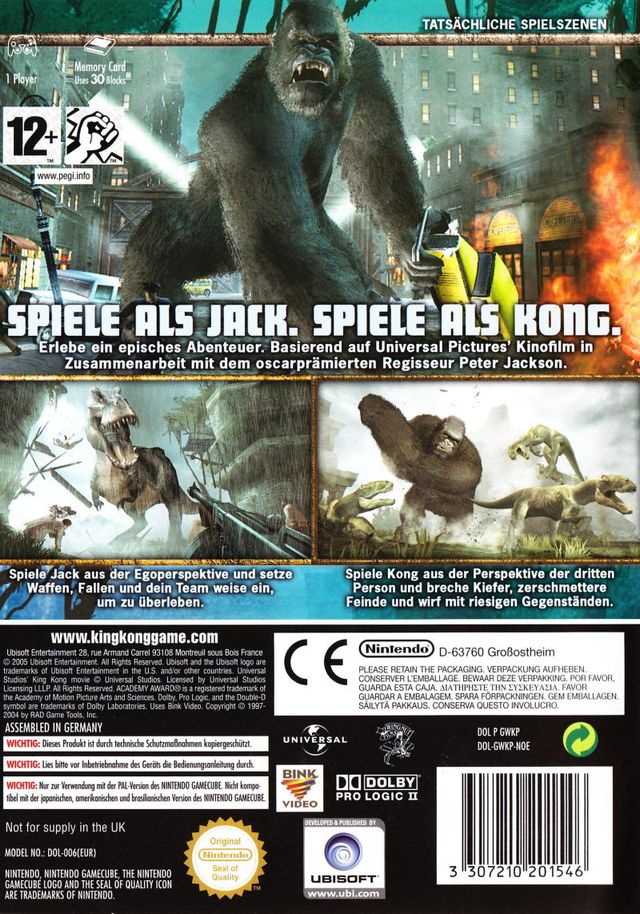 TATSÄCHLICHE SPIELSZENEN
1 Player
Memory Card
Uses 30 Blocks
12+
TM
TM
www.pegi.info
SPIELE ALS JACK. SPIELE ALS KONG.
Erlebe ein episches Abenteuer. Basierend auf Universal Pictures' Kinofilm in
Zusammenarbeit mit dem oscarprämierten Regisseur Peter Jackson.
Spiele Jack aus der Egoperspektive und setze
Waffen, Fallen und dein Team weise ein,
um zu überleben.
Spiele Kong aus der Perspektive der dritten
Person und breche Kiefer, zerschmettere
Feinde und wirf mit riesigen Gegenständen.
www.kingkonggame.com
Ubisoft Entertainment 28, rue Armand Carrel 93108 Montreuil sous Bois France
© 2005 Ubisoft Entertainment. All Rights Reserved. Ubisoft and the Ubisoft logo are
trademarks of Ubisoft Entertainment in the U.S. and/or other countries. Universal
Studios' King Kong movie © Universal Studios. Licensed by Universal Studios
Licensing LLLP. All Rights Reserved. ACADEMY AWARD® is a registered trademark of
the Academy of Motion Picture Arts and Sciences. Dolby, Pro Logic, and the Double-D
symbol are trademarks of Dolby Laboratories. Uses Bink Video. Copyright © 1997-
2004 by RAD Game Tools, Inc.
ASSEMBLED IN GERMANY
WICHTIG: Dieses Produkt ist durch technische Schutzmaßnahmen kopiergeschützt.
WICHTIG: Lies bitte vor Inbetriebnahme des Geräts die Bedienungsanleitung durch.
WICHTIG: Nur zur Verwendung mit der PAL-Version des NINTENDO GAMECUBE. Nicht kompa-
tibel mit der japanischen, amerikanischen und brasilianischen Version des NINTENDO GAMECUBE.
Not for supply in the UK
MODEL NO.: DOL-006(EUR)
NINTENDO, NINTENDO GAMECUBE, THE NINTENDO
GAMECUBE LOGO AND THE SEAL OF QUALITY ICON
ARE TRADEMARKS OF NINTENDO.
Original
Nintendo
Seal of
Quality
TM
CE
Nintendo D-63760 Großostheim
PLEASE RETAIN THE PACKAGING. VERPACKUNG AUFHEBEN.
CONSERVER L'EMBALLAGE. BEWAAR DEZE VERPAKKING. POR FAVOR,
GUARDA ESTA CAJA. ΔΙΑΤΗΡΗΣΤΕ ΤΗΝ ΣΥΣΚΕΥΑΣΙΑ. FAVOR
GUARDAR A EMBALAGEM. SPARA FÖRPACKNINGEN. GEM EMBALLAGEN.
SÄILYTÄ PAKKAUS. CONSERVA QUESTO INVOLUCRO.
UNIVERSAL
WINGNUT
DOL P GWKP
DOL-GWKP-NOE
BINK
VIDEO
DOLBY
PRO LOGIC II
DEVELOPED & PUBLISHED BY
UBISOFT
www.ubi.com
3 307210 201546